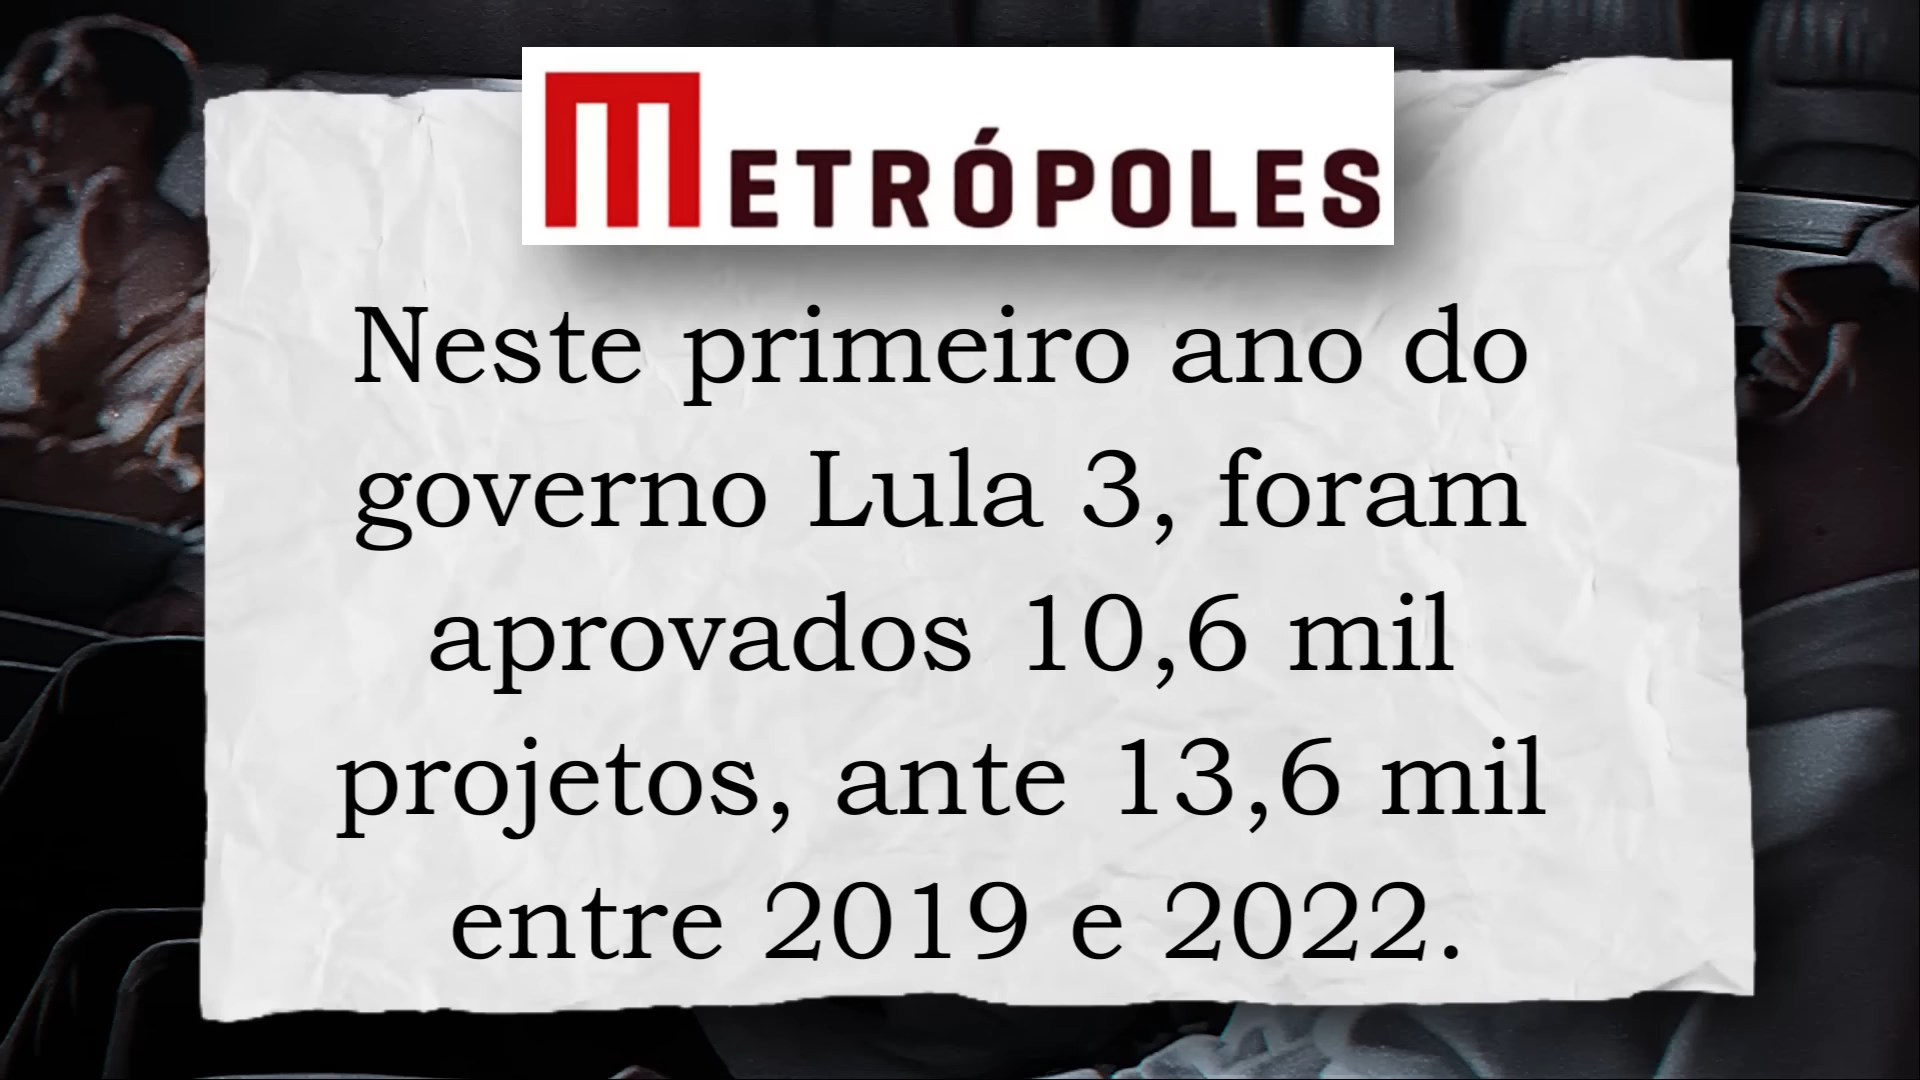 METRÓPOLES
Neste primeiro ano do
governo Lula 3, foram
aprovados 10,6 mil
projetos, ante 13,6 mil
entre 2019 e 2022.